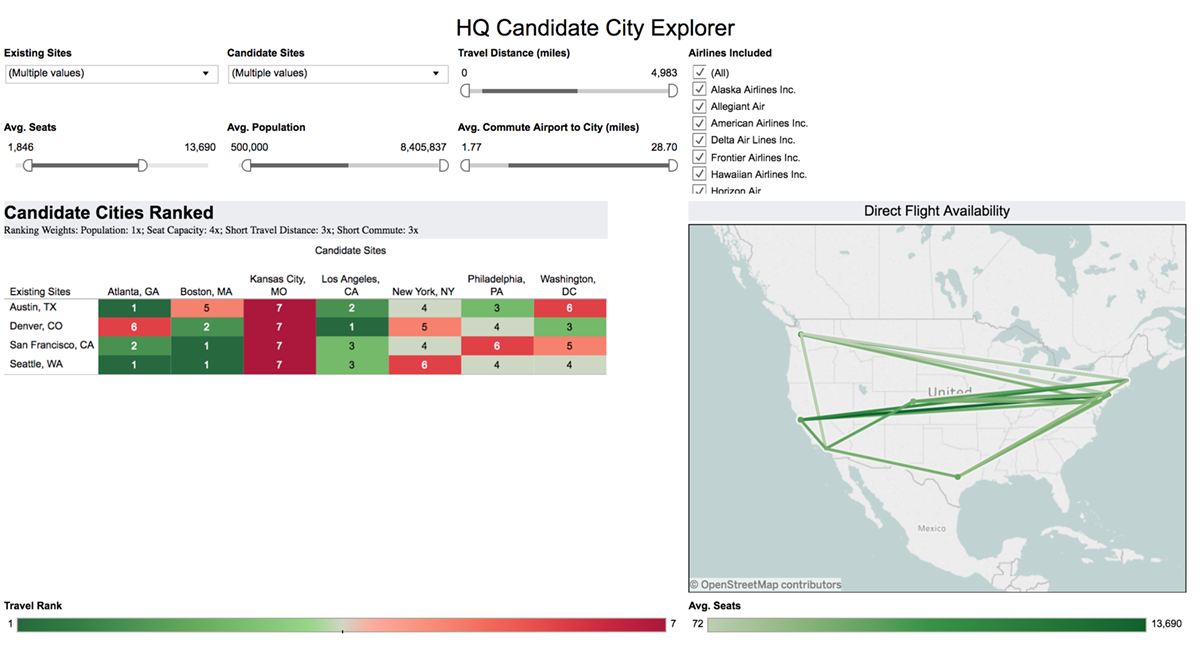 HQ Candidate City Explorer
Existing Sites
(Multiple values)
Candidate Sites
(Multiple values)
Travel Distance (miles)
0 4,983
Airlines Included
(All)
Alaska Airlines Inc.
Allegiant Air
American Airlines Inc.
Delta Air Lines Inc.
Frontier Airlines Inc.
Hawaiian Airlines Inc.
Horizon Air
Avg. Seats
1,846 13,690
Avg. Population
500,000 8,405,837
Avg. Commute Airport to City (miles)
1.77 28.70
Candidate Cities Ranked
Ranking Weights: Population: 1x; Seat Capacity: 4x; Short Travel Distance: 3x; Short Commute: 3x
Candidate Sites
Existing Sites Atlanta, GA Boston, MA Kansas City, MO Los Angeles, CA New York, NY Philadelphia, PA Washington, DC
Austin, TX 1 5 7 2 4 3 6
Denver, CO 6 2 7 1 5 4 3
San Francisco, CA 2 1 7 3 4 6 5
Seattle, WA 1 1 7 3 6 4 4
Direct Flight Availability
United
Mexico
© OpenStreetMap contributors
Travel Rank
1 7
Avg. Seats
72 13,690